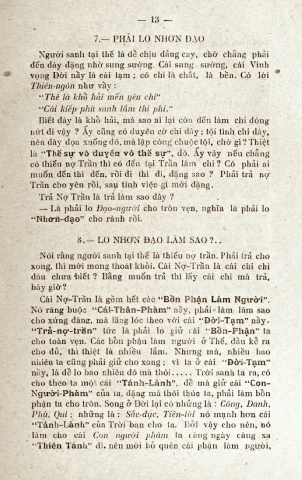 — 13 —
7.— PHẢI LO NHƠN ĐẠO
Người sanh tại thế là để chịu đắng cay, chờ chẳng phải
đến đây đặng nhờ sung sướng. Cái sang sướng, cái Vinh
vọng Đời nầy là cái tạm ; có chi là chất, là bền. Có lời
Thiên-ngôn như vầy :
“Thế là khổ hải mến yêu chi”
“Cái kiếp phù sanh lắm thị phi.”
Biết đây là khổ hải, mà sao ai lại còn đến làm chi đông
nứt đi vậy ? Ấy cũng có duyên cớ chi đây ; tội tình chi đây,
nên đày đọa xuống đó, mà lập công chuộc tội, chớ gì ? Thiệt
là “Thế sự vô duyên vô thế sự”, đó. Ấy vậy nếu chẳng
có thiếu nợ Trần thì có đến tại Trần làm chi ? Có phải ai
muốn đến thì đến, rồi đi thì đi, đặng sao ? Phải trả nợ
Trần cho yên rồi, sau tính việc gì mới đặng.
Trả Nợ Trần là trả làm sao đây ?
— Là phải lo Đạo-người cho tròn vẹn, nghĩa là phải lo
“Nhơn-đạo” cho rảnh rồi.
8.— LO NHƠN ĐẠO LÀM SAO ?..
Nói rằng người sanh tại thế là thiếu nợ trần. Phải trả cho
xong, thì mới mong thoát khỏi. Cái Nợ-Trần là cái chi chi
đâu chưa biết ? Bằng muốn trả thì lấy cái chi mà trả,
bây giờ ?
Cái Nợ-Trần là gồm hết các “Bổn Phận Làm Người”.
Nó ràng buộc “Cái-Thân-Phàm” nầy, phải làm làm sao
cho xứng đáng, mà lăng lóc theo với cái “Đời-Tạm” nầy.
“Trả-nợ-trần” tức là phải lo giữ cái “Bổn-Phận” ta
cho toàn vẹn. Các bổn phận làm người ở Thế, dầu kể ra
cho đủ, thì thiệt là nhiều lắm. Nhưng mà, nhiều bao
nhiêu ta cũng phải giữ cho xong ; vì ta ở cái “Đời-Tạm”
nầy, là để lo bao nhiêu đó mà thôi..... Trời sanh ta ra, có
cho theo ta một cái “Tánh-Lành”, để mà giữ cái “Con-
Người-Phàm” của ta, đặng mà thôi thúc ta, phải làm bổn
phận ta cho tròn. Song ở Đời lại có những là : Công, Danh,
Phú, Quí ; những là : Sắc-dục, Tiền-lời nó mạnh hơn cái
“Tánh-Lành” của Trời ban cho ta. Bởi vậy cho nên, nó
làm cho cái Con người phàm ta càng ngày càng xa
“Thiên Tánh” đi, nên mới bỏ quên cái phận làm người,